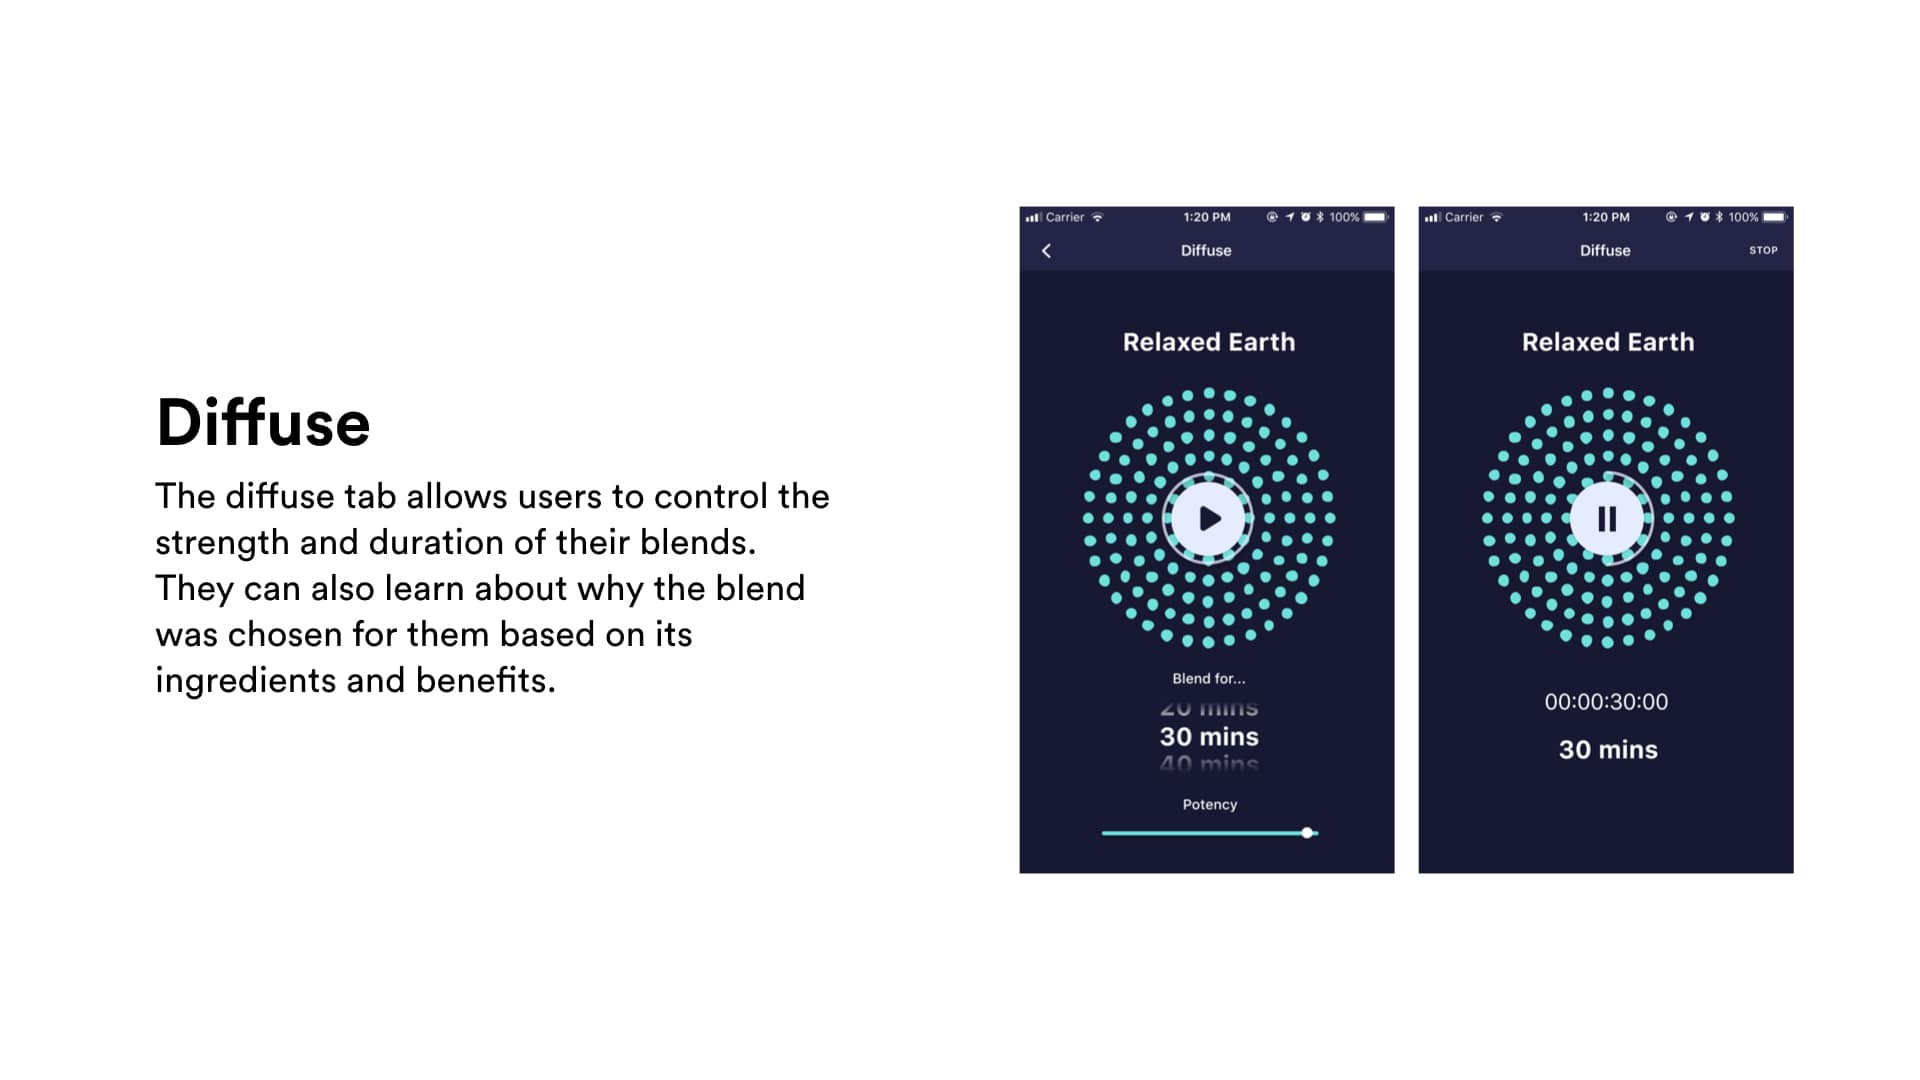 Diffuse
The diffuse tab allows users to control the
strength and duration of their blends.
They can also learn about why the blend
was chosen for them based on its
ingredients and benefits.
Carrier 1:20 PM 100%
Diffuse
Relaxed Earth
Blend for...
20 mins
30 mins
40 mins
Potency
Carrier 1:20 PM 100%
Diffuse STOP
Relaxed Earth
00:00:30:00
30 mins